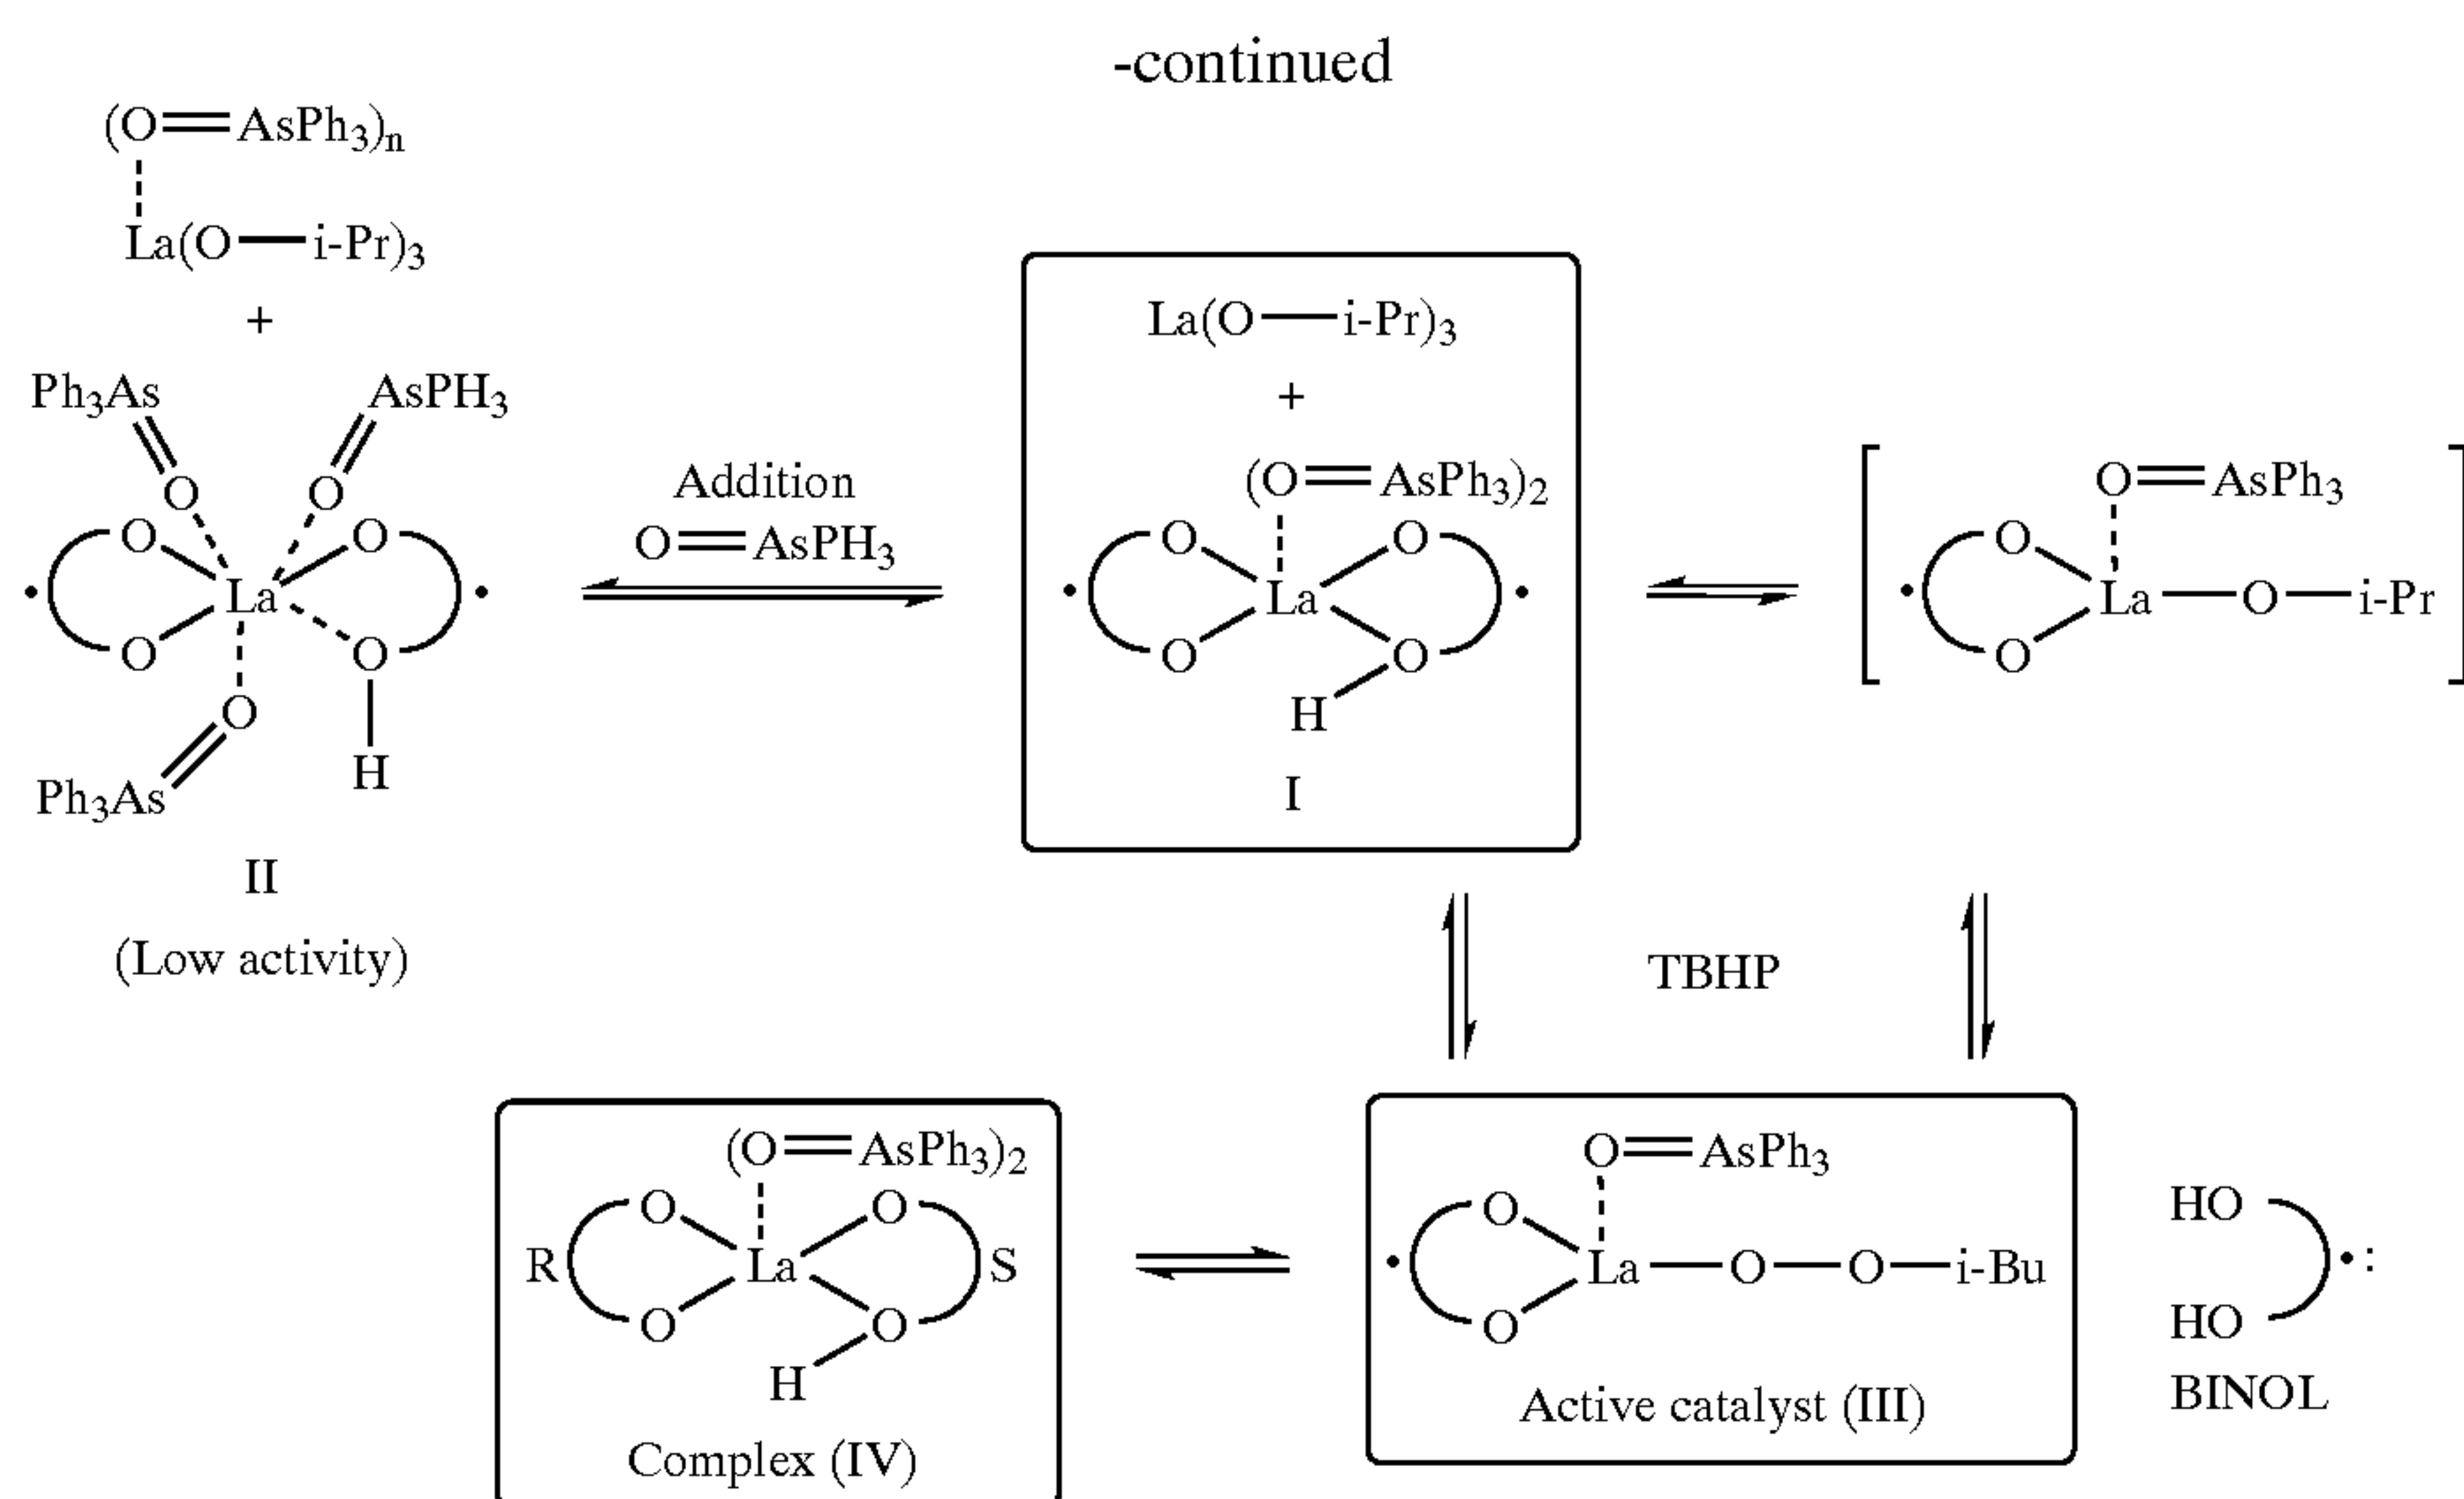 -continued
(O=AsPh3)n
La(O—i-Pr)3
+
Ph3As
AsPH3
O
O
O
O
La
O
O
O
H
Ph3As
II
(Low activity)
Addition
O=AsPH3
La(O—i-Pr)3
+
(O=AsPh3)2
O
O
La
O
O
H
I
O=AsPh3
O
La—O—i-Pr
O
TBHP
(O=AsPh3)2
O
O
R
La
S
O
O
H
Complex (IV)
O=AsPh3
O
La—O—O—i-Bu
O
Active catalyst (III)
HO
:
HO
BINOL